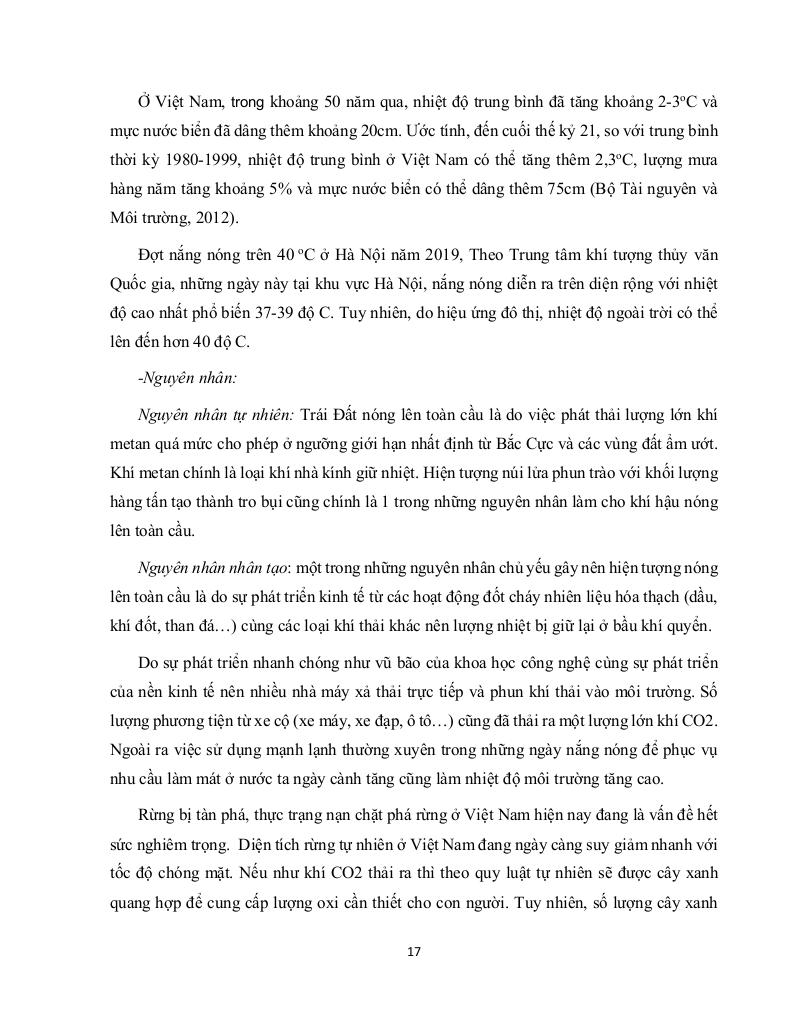 Ở Việt Nam, trong khoảng 50 năm qua, nhiệt độ trung bình đã tăng khoảng 2-3ᵒC và
mực nước biển đã dâng thêm khoảng 20cm. Ước tính, đến cuối thế kỷ 21, so với trung bình
thời kỳ 1980-1999, nhiệt độ trung bình ở Việt Nam có thể tăng thêm 2,3ᵒC, lượng mưa
hàng năm tăng khoảng 5% và mực nước biển có thể dâng thêm 75cm (Bộ Tài nguyên và
Môi trường, 2012).
Đợt nắng nóng trên 40 ᵒC ở Hà Nội năm 2019, Theo Trung tâm khí tượng thủy văn
Quốc gia, những ngày này tại khu vực Hà Nội, nắng nóng diễn ra trên diện rộng với nhiệt
độ cao nhất phổ biến 37-39 độ C. Tuy nhiên, do hiệu ứng đô thị, nhiệt độ ngoài trời có thể
lên đến hơn 40 độ C.
-Nguyên nhân:
Nguyên nhân tự nhiên: Trái Đất nóng lên toàn cầu là do việc phát thải lượng lớn khí
metan quá mức cho phép ở ngưỡng giới hạn nhất định từ Bắc Cực và các vùng đất ẩm ướt.
Khí metan chính là loại khí nhà kính giữ nhiệt. Hiện tượng núi lửa phun trào với khối lượng
hàng tấn tạo thành tro bụi cũng chính là 1 trong những nguyên nhân làm cho khí hậu nóng
lên toàn cầu.
Nguyên nhân nhân tạo: một trong những nguyên nhân chủ yếu gây nên hiện tượng nóng
lên toàn cầu là do sự phát triển kinh tế từ các hoạt động đốt cháy nhiên liệu hóa thạch (dầu,
khí đốt, than đá…) cùng các loại khí thải khác nên lượng nhiệt bị giữ lại ở bầu khí quyển.
Do sự phát triển nhanh chóng như vũ bão của khoa học công nghệ cùng sự phát triển
của nền kinh tế nên nhiều nhà máy xả thải trực tiếp và phun khí thải vào môi trường. Số
lượng phương tiện từ xe cộ (xe máy, xe đạp, ô tô…) cũng đã thải ra một lượng lớn khí CO2.
Ngoài ra việc sử dụng mạnh lạnh thường xuyên trong những ngày nắng nóng để phục vụ
nhu cầu làm mát ở nước ta ngày cành tăng cũng làm nhiệt độ môi trường tăng cao.
Rừng bị tàn phá, thực trạng nạn chặt phá rừng ở Việt Nam hiện nay đang là vấn đề hết
sức nghiêm trọng. Diện tích rừng tự nhiên ở Việt Nam đang ngày càng suy giảm nhanh với
tốc độ chóng mặt. Nếu như khí CO2 thải ra thì theo quy luật tự nhiên sẽ được cây xanh
quang hợp để cung cấp lượng oxi cần thiết cho con người. Tuy nhiên, số lượng cây xanh
17